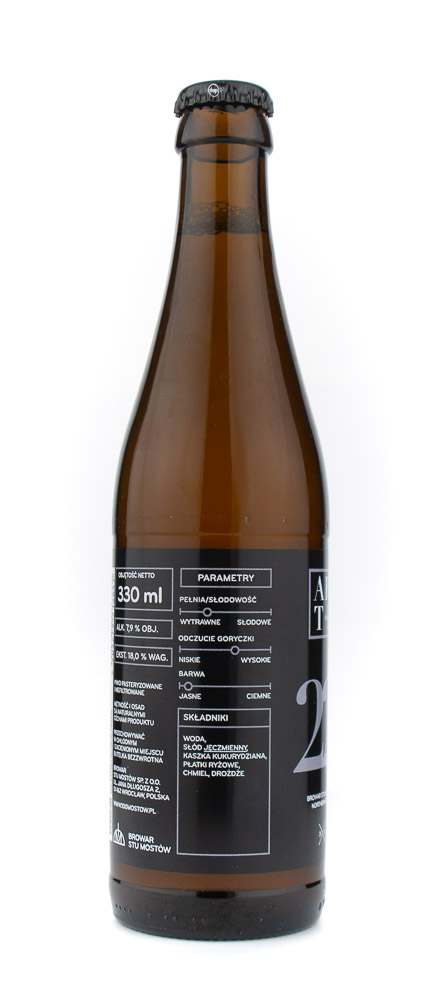 OBJĘTOŚĆ NETTO
330 ml
ALK. 7,9 % OBJ.
EKST. 18,0 % WAG.
PIWO PASTERYZOWANE
I NIEFILTROWANE
MĘTNOŚĆ I OSAD
SĄ NATURALNYMI
CECHAMI PRODUKTU
PRZECHOWYWAĆ
W CHŁODNYM
I ZACIENIONYM MIEJSCU
BUTELKA BEZZWROTNA
BROWAR
STU MOSTÓW SP. Z O.O.
UL. JANA DŁUGOSZA 2,
51-162 WROCŁAW, POLSKA
WWW.100MOSTOW.PL
BROWAR
STU MOSTÓW
PARAMETRY
PEŁNIA/SŁODOWOŚĆ
WYTRAWNE SŁODOWE
ODCZUCIE GORYCZKI
NISKIE WYSOKIE
BARWA
JASNE CIEMNE
SKŁADNIKI
WODA,
SŁÓD JĘCZMIENNY,
KASZKA KUKURYDZIANA,
PŁATKI RYŻOWE,
CHMIEL, DROŻDŻE
A
T
2
BROWAR